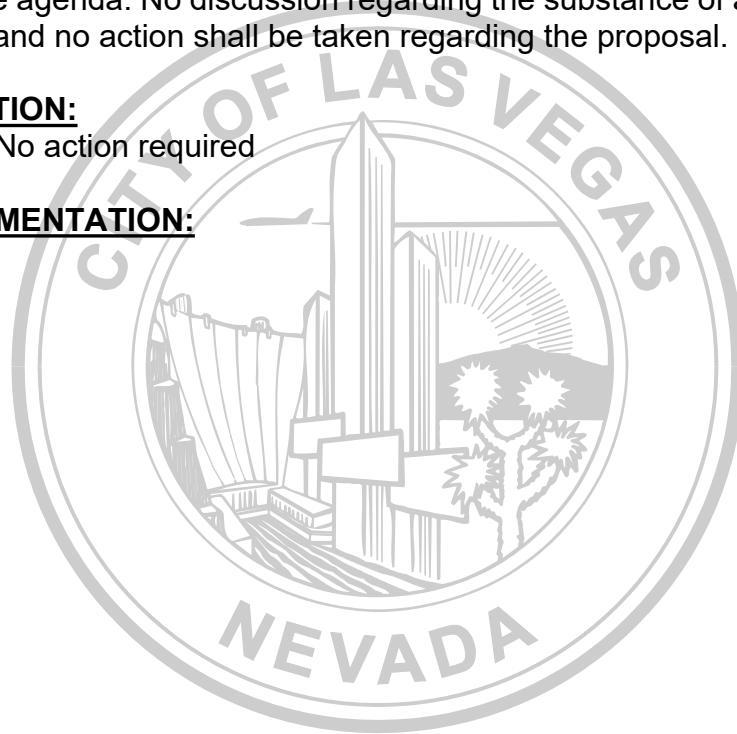 agenda. No discussion regarding the substance of
and no action shall be taken regarding the proposal.
TION:
No action required
MENTATION:
CITY OF LAS VEGAS
NEVADA